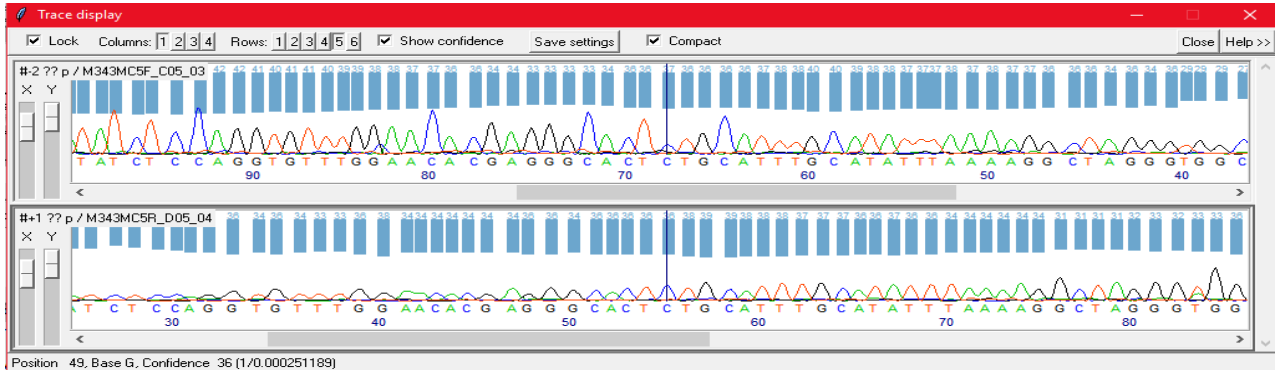 Trace display
Lock Columns: 1 2 3 4 Rows: 1 2 3 4 5 6 Show confidence Save settings Compact Close Help >>
#-2 ?? p / M343MC5F_C05_03
X Y
T A T C T C C A G G T G T T T G G A A C A C G A G G G C A C T C T G C A T T T G C A T A T T T A A A A G G C T A G G G T G G C
90 80 70 60 50 40
#+1 ?? p / M343MC5R_D05_04
X Y
T C T C C A G G T G T T T G G A A C A C G A G G G C A C T C T G C A T T T G C A T A T T T A A A A G G C T A G G G T G G
30 40 50 60 70 80
Position 49, Base G, Confidence 36 (1/0.000251189)